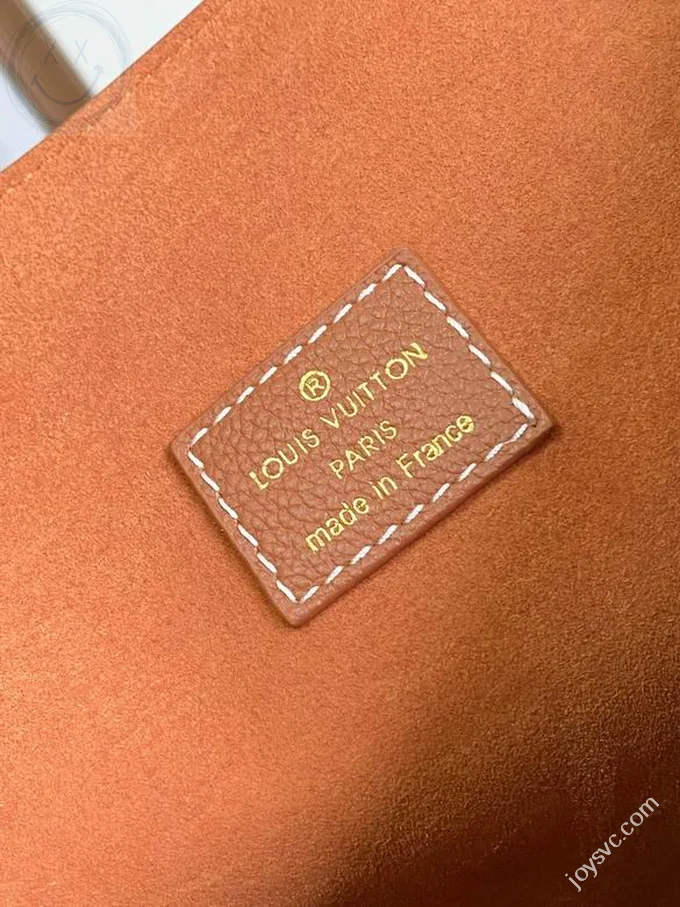 ®
LOUIS VUITTON
PARIS
made in France
joysvc.com